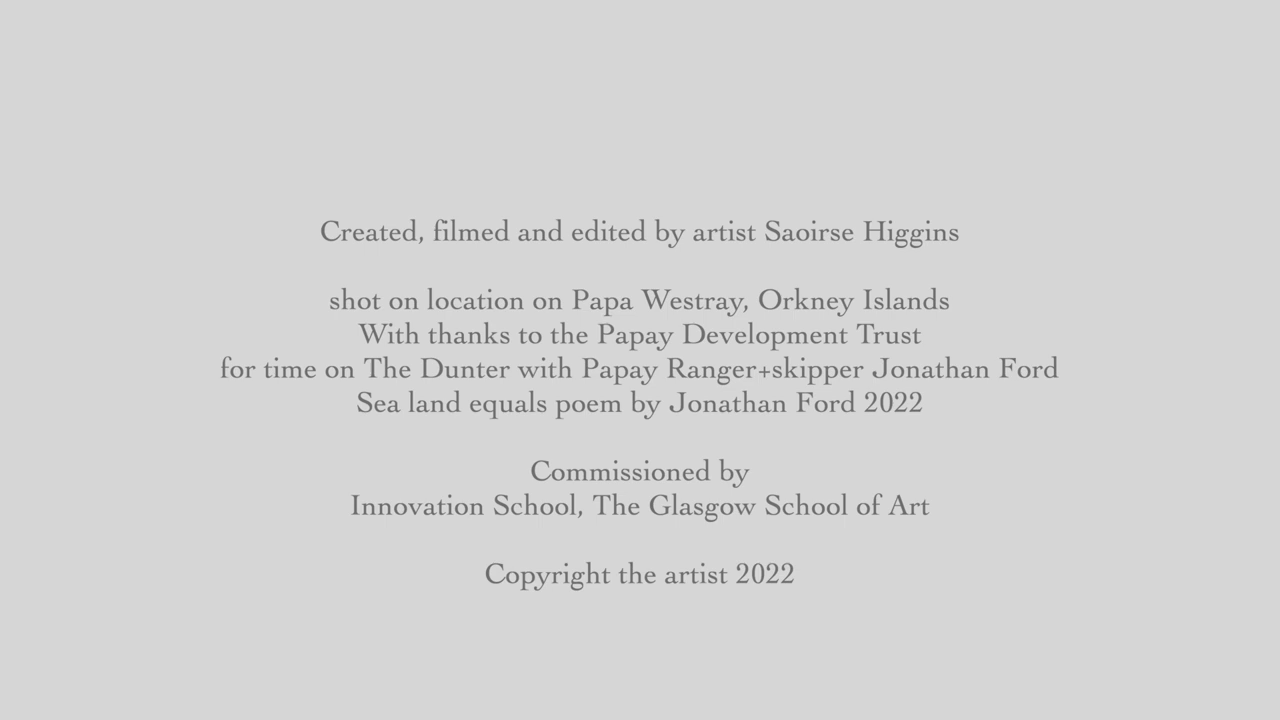 Created, filmed and edited by artist Saoirse Higgins
shot on location on Papa Westray, Orkney Islands
With thanks to the Papay Development Trust
for time on The Dunter with Papay Ranger+skipper Jonathan Ford
Sea land equals poem by Jonathan Ford 2022
Commissioned by
Innovation School, The Glasgow School of Art
Copyright the artist 2022